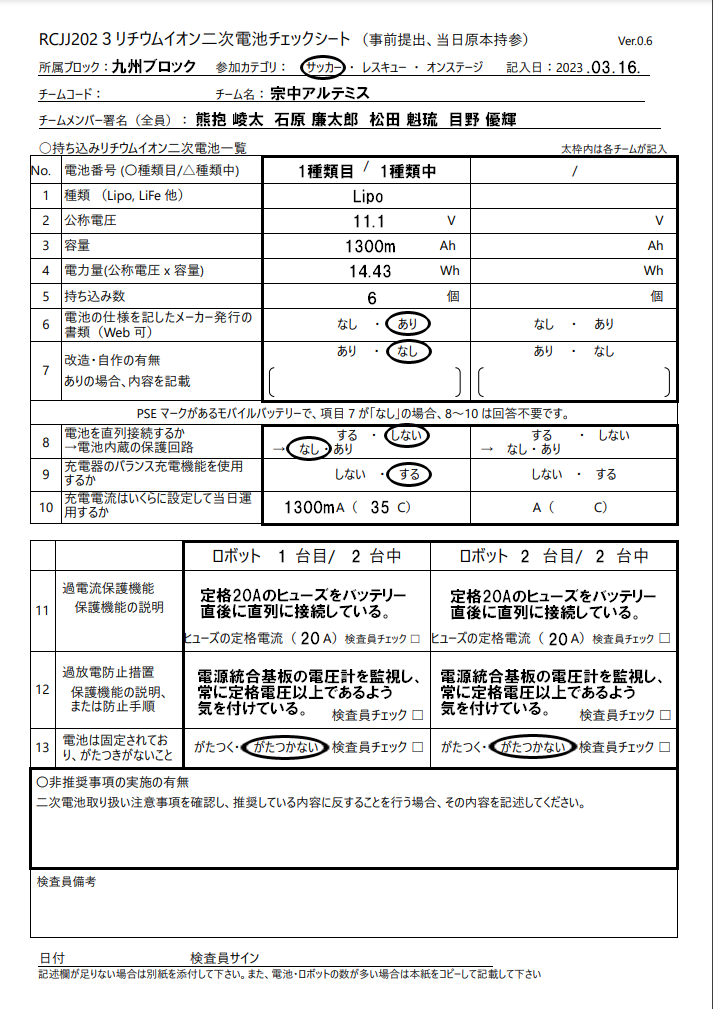 RCJJ202３リチウムイオン二次電池チェックシート （事前提出、当日原本持参） Ver.0.6
所属ブロック：九州ブロック 参加カテゴリ： サッカー ・ レスキュー ・ オンステージ 記入日：2023 .03.16.
チームコード： チーム名：宗中アルテミス
チームメンバー署名（全員）： 熊抱 崚太 石原 廉太郎 松田 魁琉 目野 優輝
○持ち込みリチウムイオン二次電池一覧 太枠内は各チームが記入
No. 電池番号 (〇種類目/△種類中) 1種類目 / 1種類中 /
1 種類 （Lipo, LiFe 他） Lipo
2 公称電圧 11.1 V V
3 容量 1300m Ah Ah
4 電力量(公称電圧 x 容量) 14.43 Wh Wh
5 持ち込み数 6 個 個
6 電池の仕様を記したメーカー発行の
書類（Web 可） なし ・ あり なし ・ あり
7 改造・自作の有無 あり ・ なし あり ・ なし
ありの場合、内容を記載
PSE マークがあるモバイルバッテリーで、項目 7 が「なし」の場合、8～10 は回答不要です。
8 電池を直列接続するか する ・ しない する ・ しない
→電池内蔵の保護回路 → なし・あり → なし・あり
9 充電器のバランス充電機能を使用
するか しない ・ する しない ・ する
10 充電電流はいくらに設定して当日運
用するか 1300mA（ 35 C） A（ C）
ロボット 1 台目/ 2 台中 ロボット 2 台目/ 2 台中
11 過電流保護機能
保護機能の説明
定格20Aのヒューズをバッテリー
直後に直列に接続している。
ヒューズの定格電流（ 20 A） 検査員チェック □
定格20Aのヒューズをバッテリー
直後に直列に接続している。
ヒューズの定格電流（ 20 A） 検査員チェック □
12 過放電防止措置
保護機能の説明、
または防止手順
電源統合基板の電圧計を監視し、
常に定格電圧以上であるよう
気を付けている。 検査員チェック □
電源統合基板の電圧計を監視し、
常に定格電圧以上であるよう
気を付けている。 検査員チェック □
13 電池は固定されてお
り、がたつきがないこと
がたつく・ がたつかない 検査員チェック □ がたつく・ がたつかない 検査員チェック □
〇非推奨事項の実施の有無
二次電池取り扱い注意事項を確認し、推奨している内容に反することを行う場合、その内容を記述してください。
検査員備考
日付 検査員サイン
記述欄が足りない場合は別紙を添付して下さい。また、電池・ロボットの数が多い場合は本紙をコピーして記載して下さい